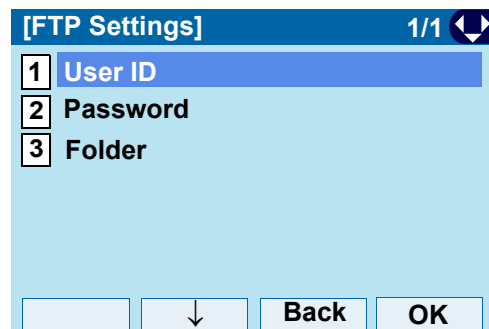 [FTP Settings] 1/1
1 User ID
2 Password
3 Folder
↓ Back OK